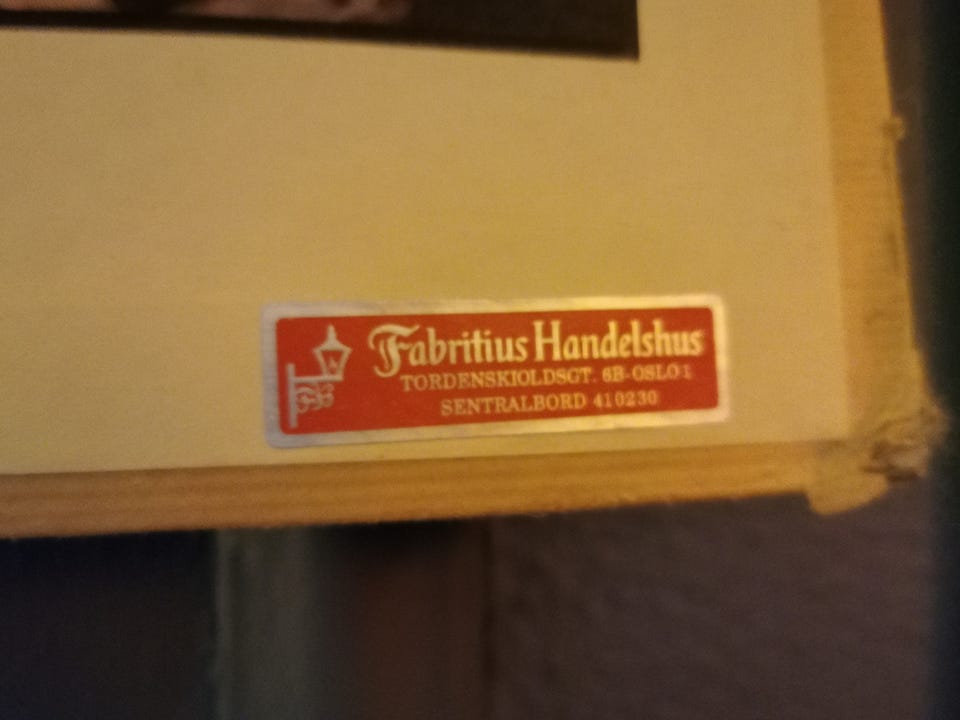 Fabritius Handelshus
TORDENSKIOLDSGT. 6B-OSLO 1
SENTRALBORD 410230